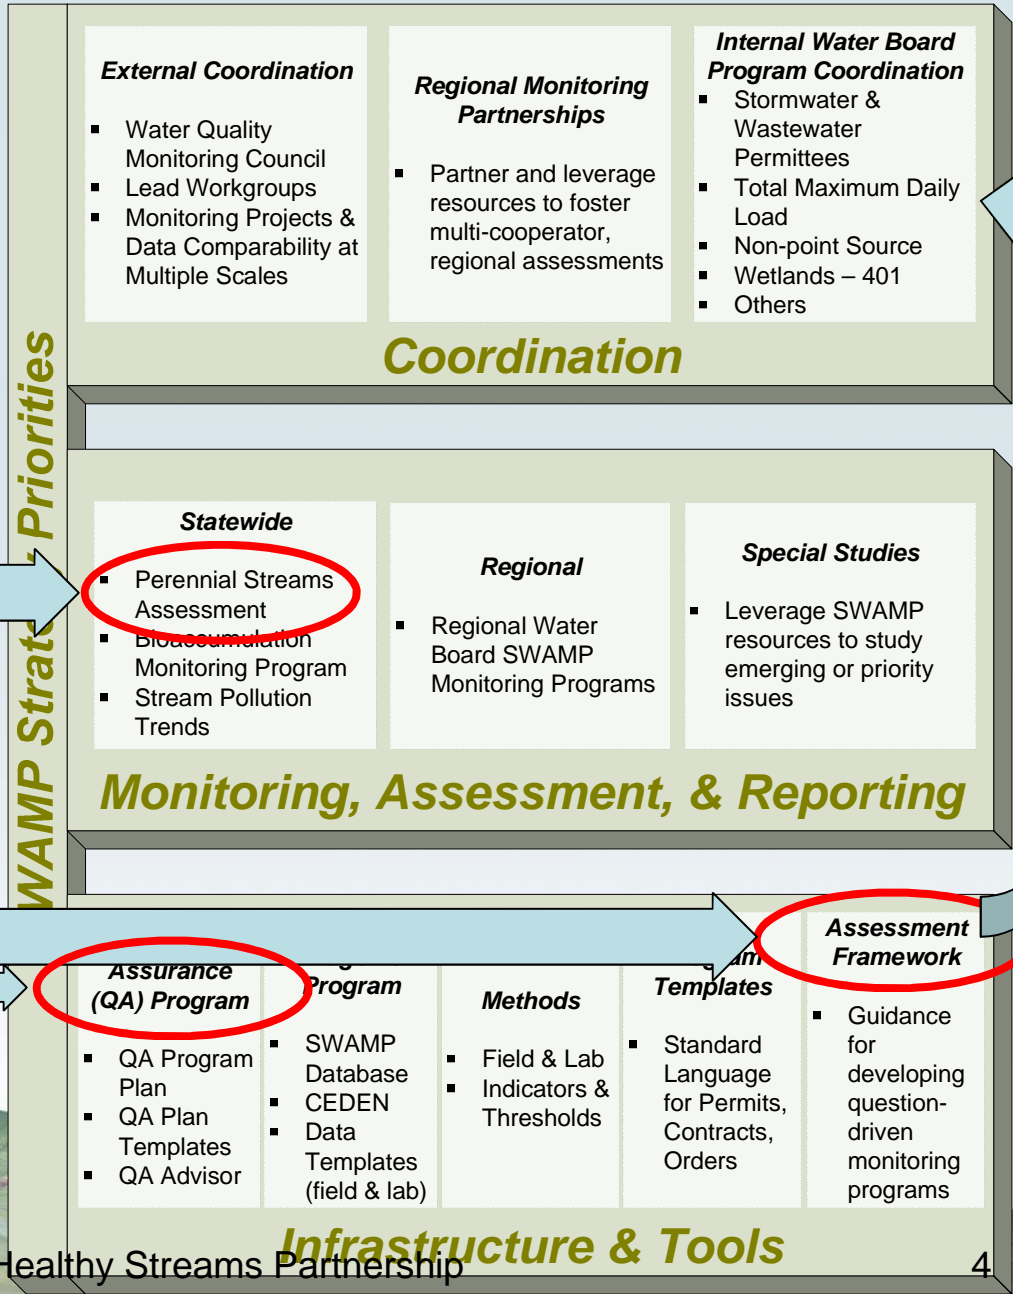 External Coordination
Water Quality
Monitoring Council
Lead Workgroups
Monitoring Projects &
Data Comparability at
Multiple Scales
Regional Monitoring
Partnerships
Partner and leverage
resources to foster
multi-cooperator,
regional assessments
Internal Water Board
Program Coordination
Stormwater &
Wastewater
Permittees
Total Maximum Daily
Load
Non-point Source
Wetlands – 401
Others
Coordination
WAMP Priorities
Statewide
Perennial Streams
Assessment
Bioaccumulation
Monitoring Program
Stream Pollution
Trends
Regional
Regional Water
Board SWAMP
Monitoring Programs
Special Studies
Leverage SWAMP
resources to study
emerging or priority
issues
Monitoring, Assessment, & Reporting
Assurance
(QA) Program
QA Program
Plan
QA Plan
Templates
QA Advisor
Program
SWAMP
Database
CEDEN
Data
Templates
(field & lab)
Methods
Field & Lab
Indicators &
Thresholds
Templates
Standard
Language
for Permits,
Contracts,
Orders
Assessment
Framework
Guidance
for
developing
question-
driven
monitoring
programs
Infrastructure & Tools
Healthy Streams Partnership
4